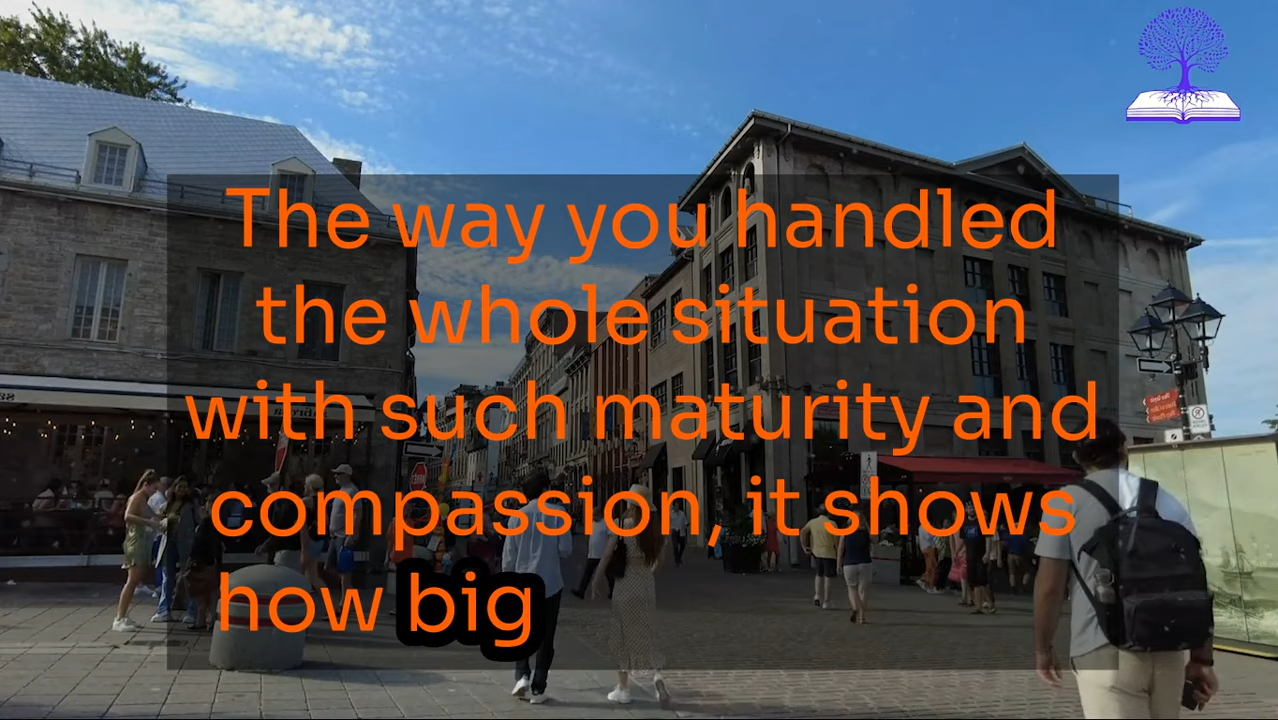 The way you handled
the whole situation
with such maturity and
compassion, it shows
how big